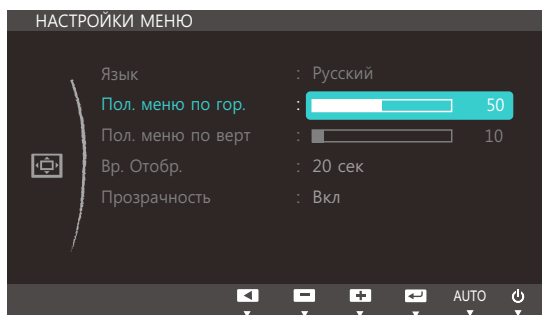 НАСТРОЙКИ МЕНЮ
Язык : Русский
Пол. меню по гор. : 50
Пол. меню по верт : 10
Вр. Отобр. : 20 сек
Прозрачность : Вкл
AUTO